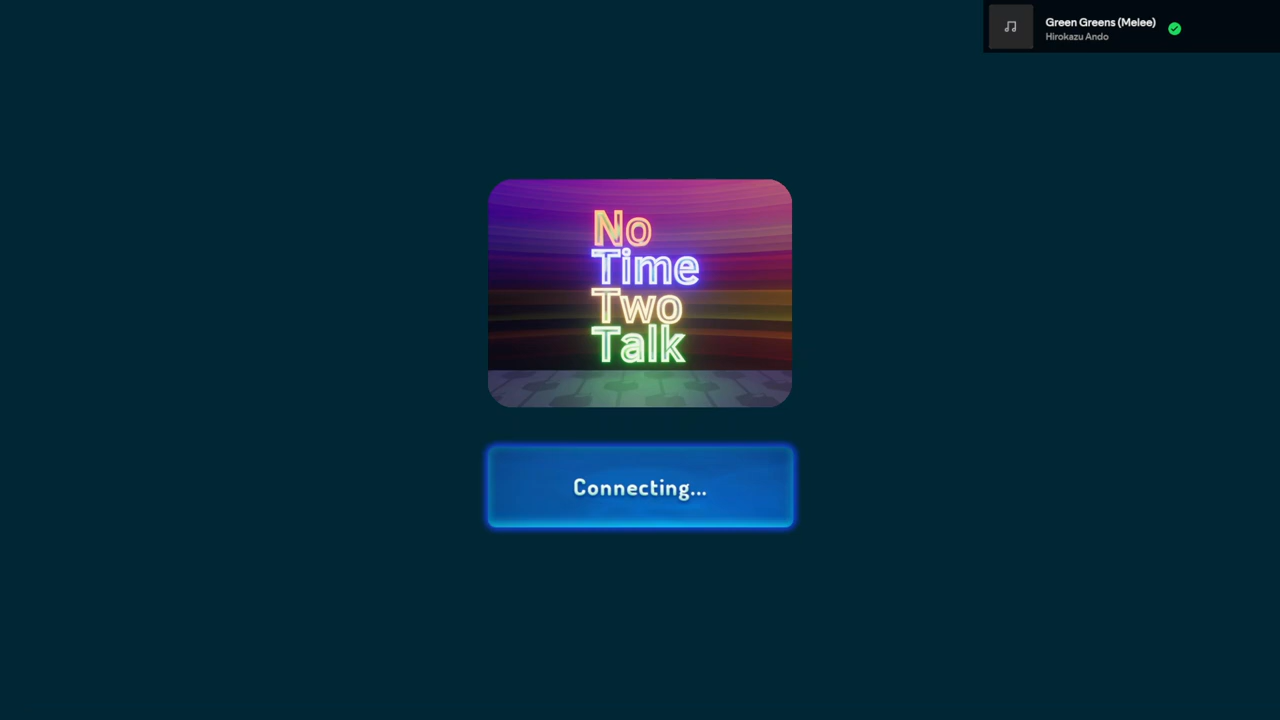 Green Greens (Melee)
Hirokazu Ando
No
Time
Two
Talk
Connecting...